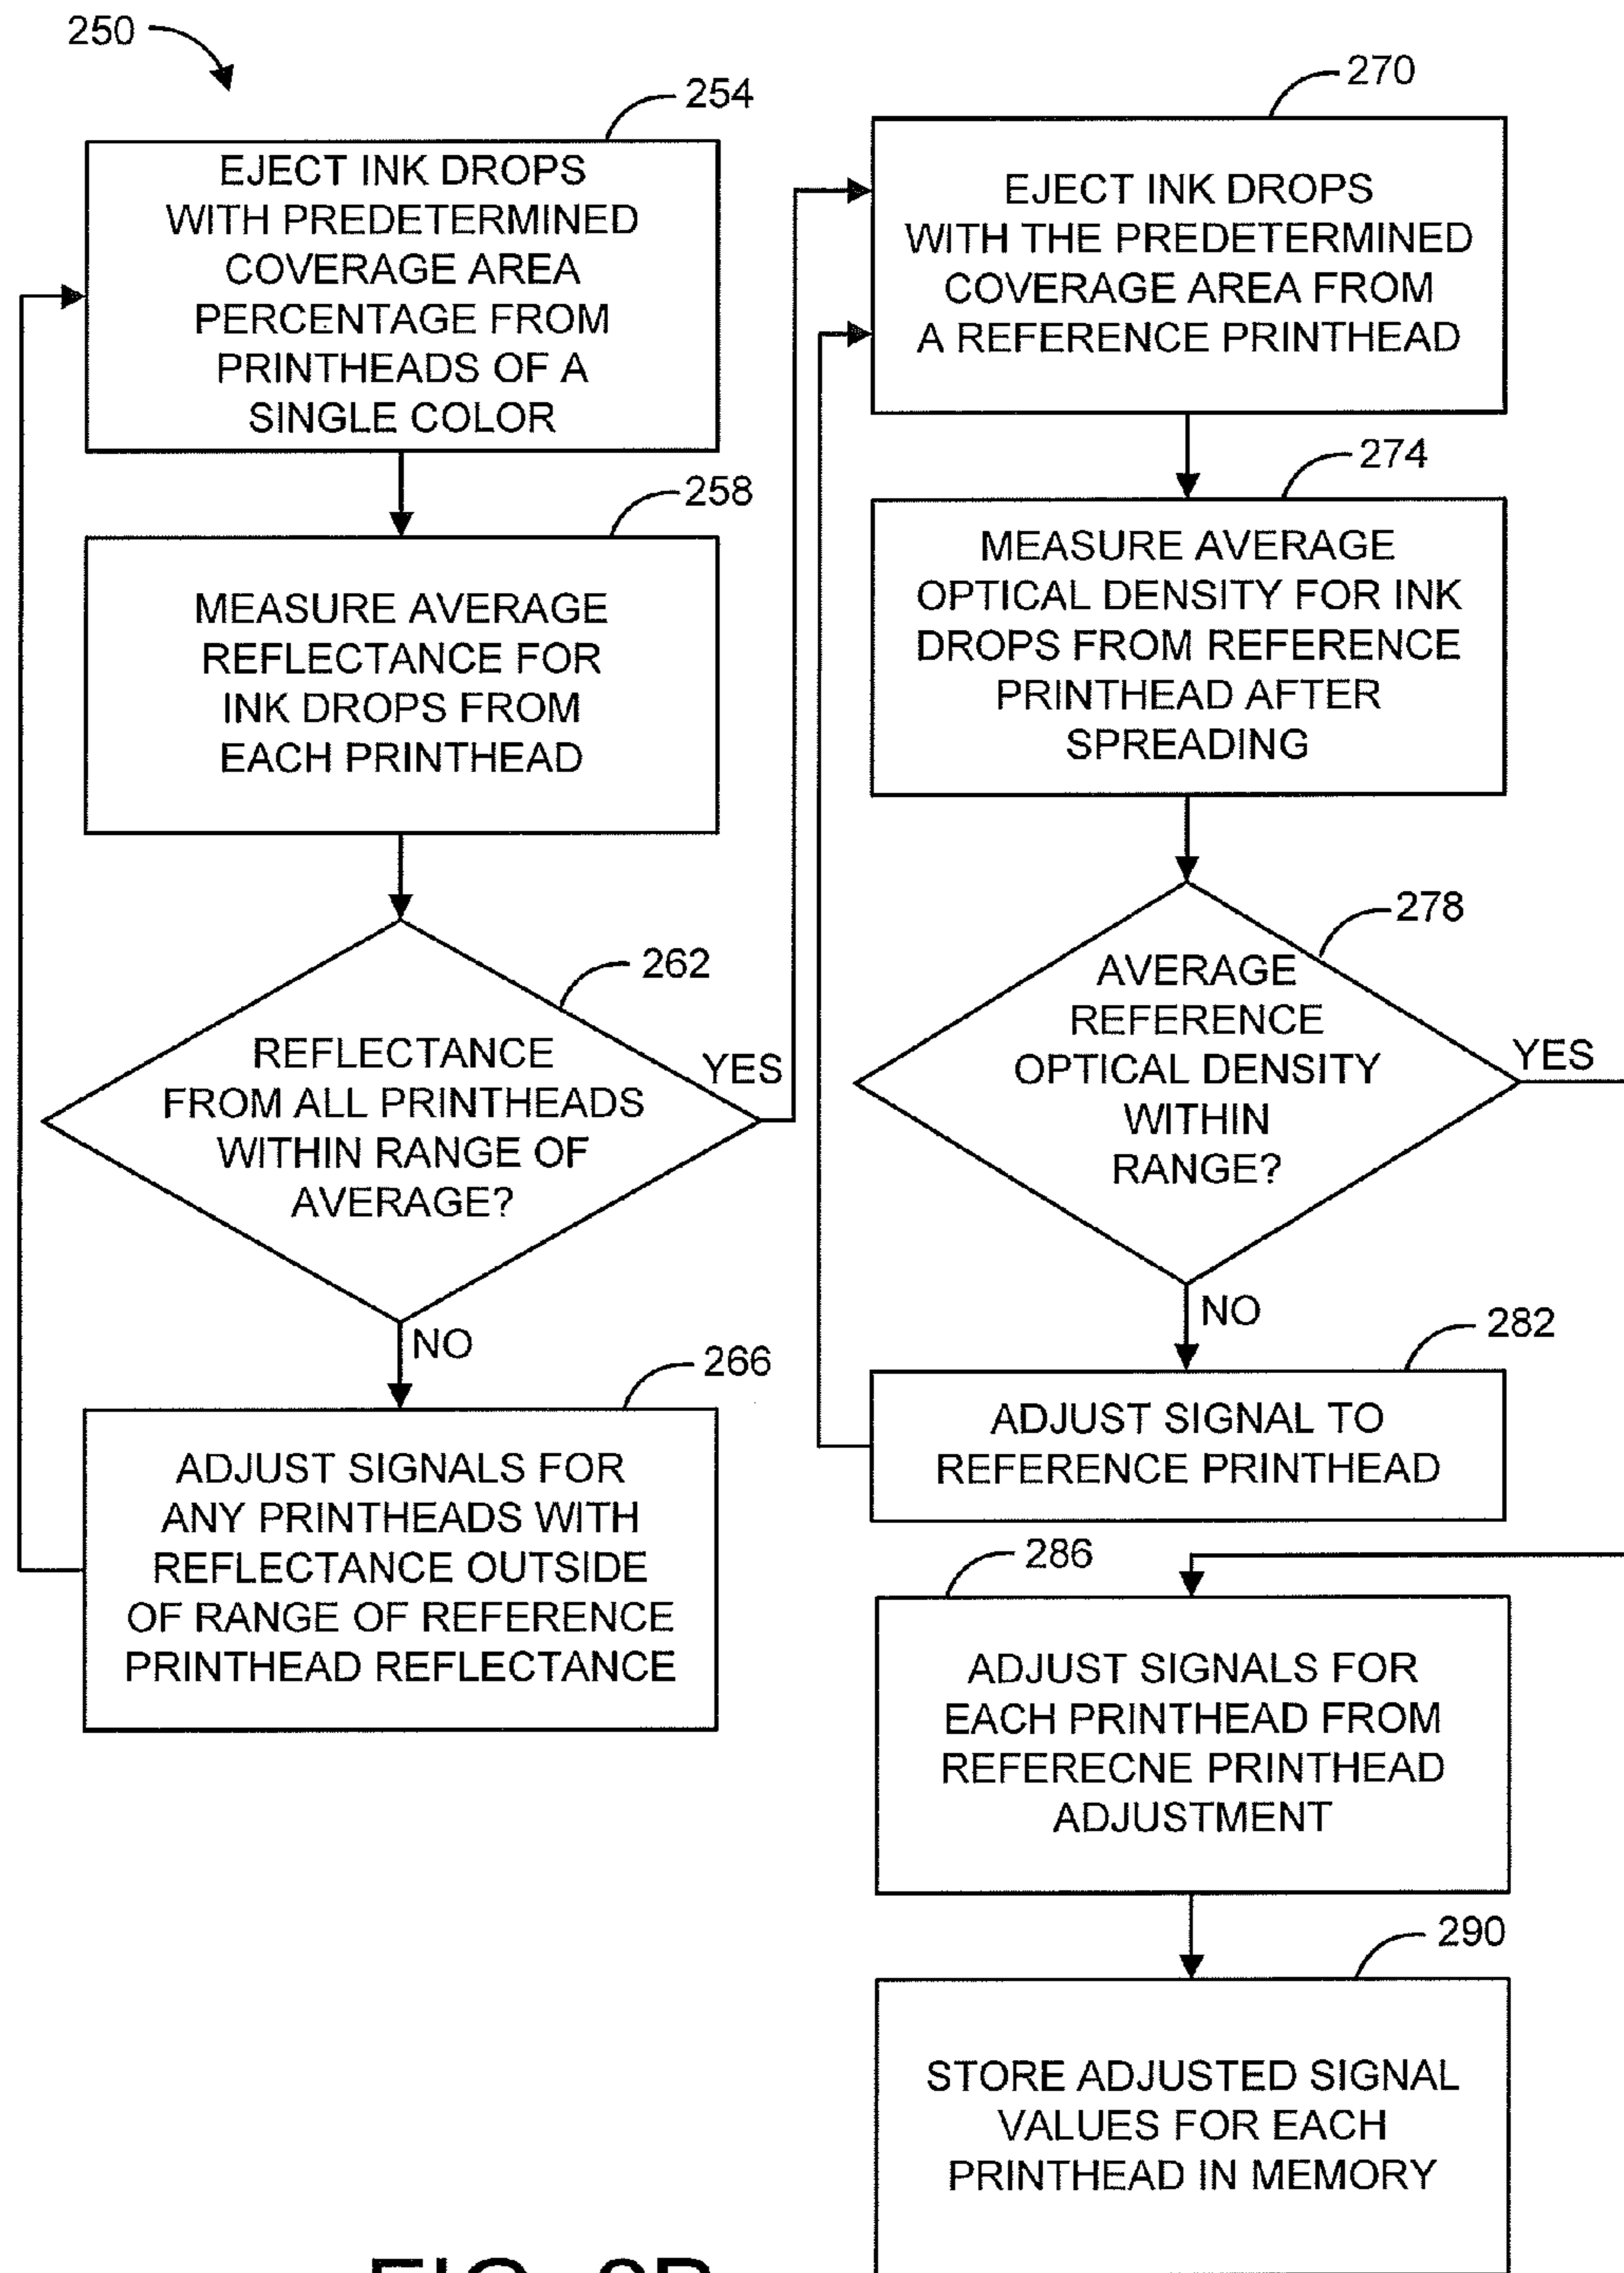 250
254
EJECT INK DROPS
WITH PREDETERMINED
COVERAGE AREA
PERCENTAGE FROM
PRINTHEADS OF A
SINGLE COLOR
258
MEASURE AVERAGE
REFLECTANCE FOR
INK DROPS FROM
EACH PRINTHEAD
262
REFLECTANCE
FROM ALL PRINTHEADS
WITHIN RANGE OF
AVERAGE?
YES
NO
266
ADJUST SIGNALS FOR
ANY PRINTHEADS WITH
REFLECTANCE OUTSIDE
OF RANGE OF REFERENCE
PRINTHEAD REFLECTANCE
270
EJECT INK DROPS
WITH THE PREDETERMINED
COVERAGE AREA FROM
A REFERENCE PRINTHEAD
274
MEASURE AVERAGE
OPTICAL DENSITY FOR INK
DROPS FROM REFERENCE
PRINTHEAD AFTER
SPREADING
278
AVERAGE
REFERENCE
OPTICAL DENSITY
WITHIN
RANGE?
YES
NO
282
ADJUST SIGNAL TO
REFERENCE PRINTHEAD
286
ADJUST SIGNALS FOR
EACH PRINTHEAD FROM
REFERECNE PRINTHEAD
ADJUSTMENT
290
STORE ADJUSTED SIGNAL
VALUES FOR EACH
PRINTHEAD IN MEMORY